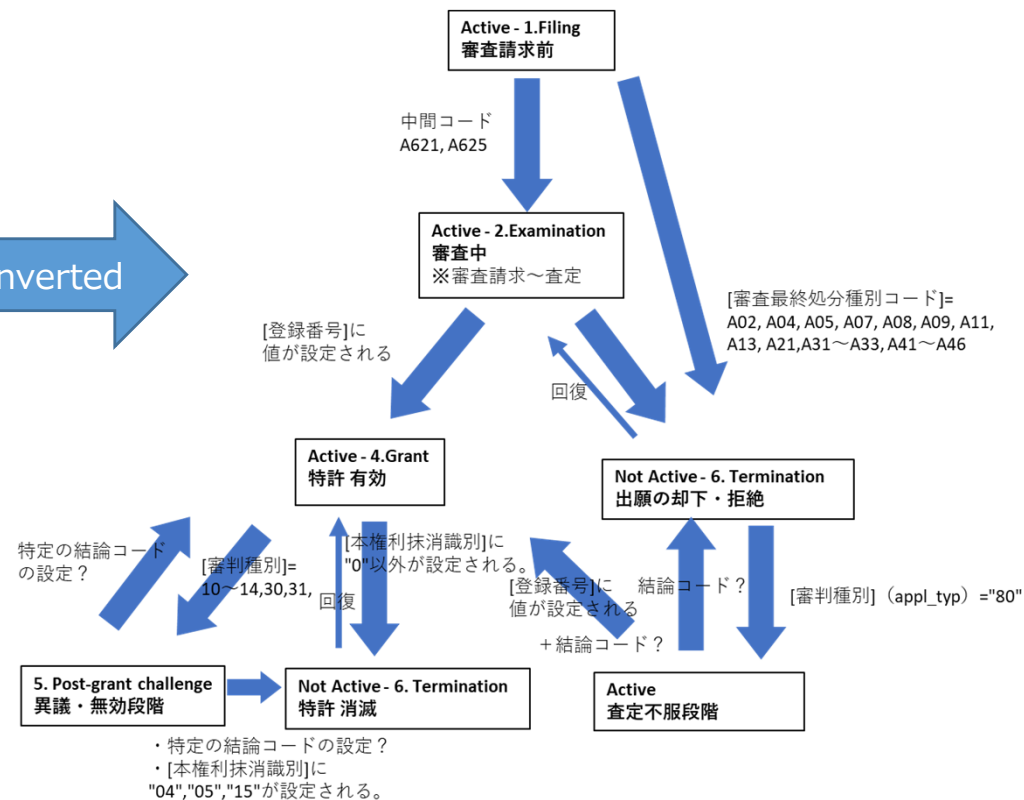 Active - 1.Filing
審査請求前
中間コード
A621, A625
nverted
Active - 2.Examination
審査中
※審査請求～査定
[審査最終処分種別コード]=
A02, A04, A05, A07, A08, A09, A11,
A13, A21,A31～A33, A41～A46
[登録番号]に
値が設定される
回復
Active - 4.Grant
特許 有効
Not Active - 6. Termination
出願の却下・拒絶
特定の結論コード
の設定？
[審判種別]=
10～14,30,31,
回復
[本権利抹消識別]に
"0"以外が設定される。
[登録番号]に
値が設定される
＋結論コード？
結論コード？
[審判種別]（appl_typ）="80"
5. Post-grant challenge
異議・無効段階
Not Active - 6. Termination
特許 消滅
Active
査定不服段階
・特定の結論コードの設定？
・[本権利抹消識別]に
"04","05","15"が設定される。